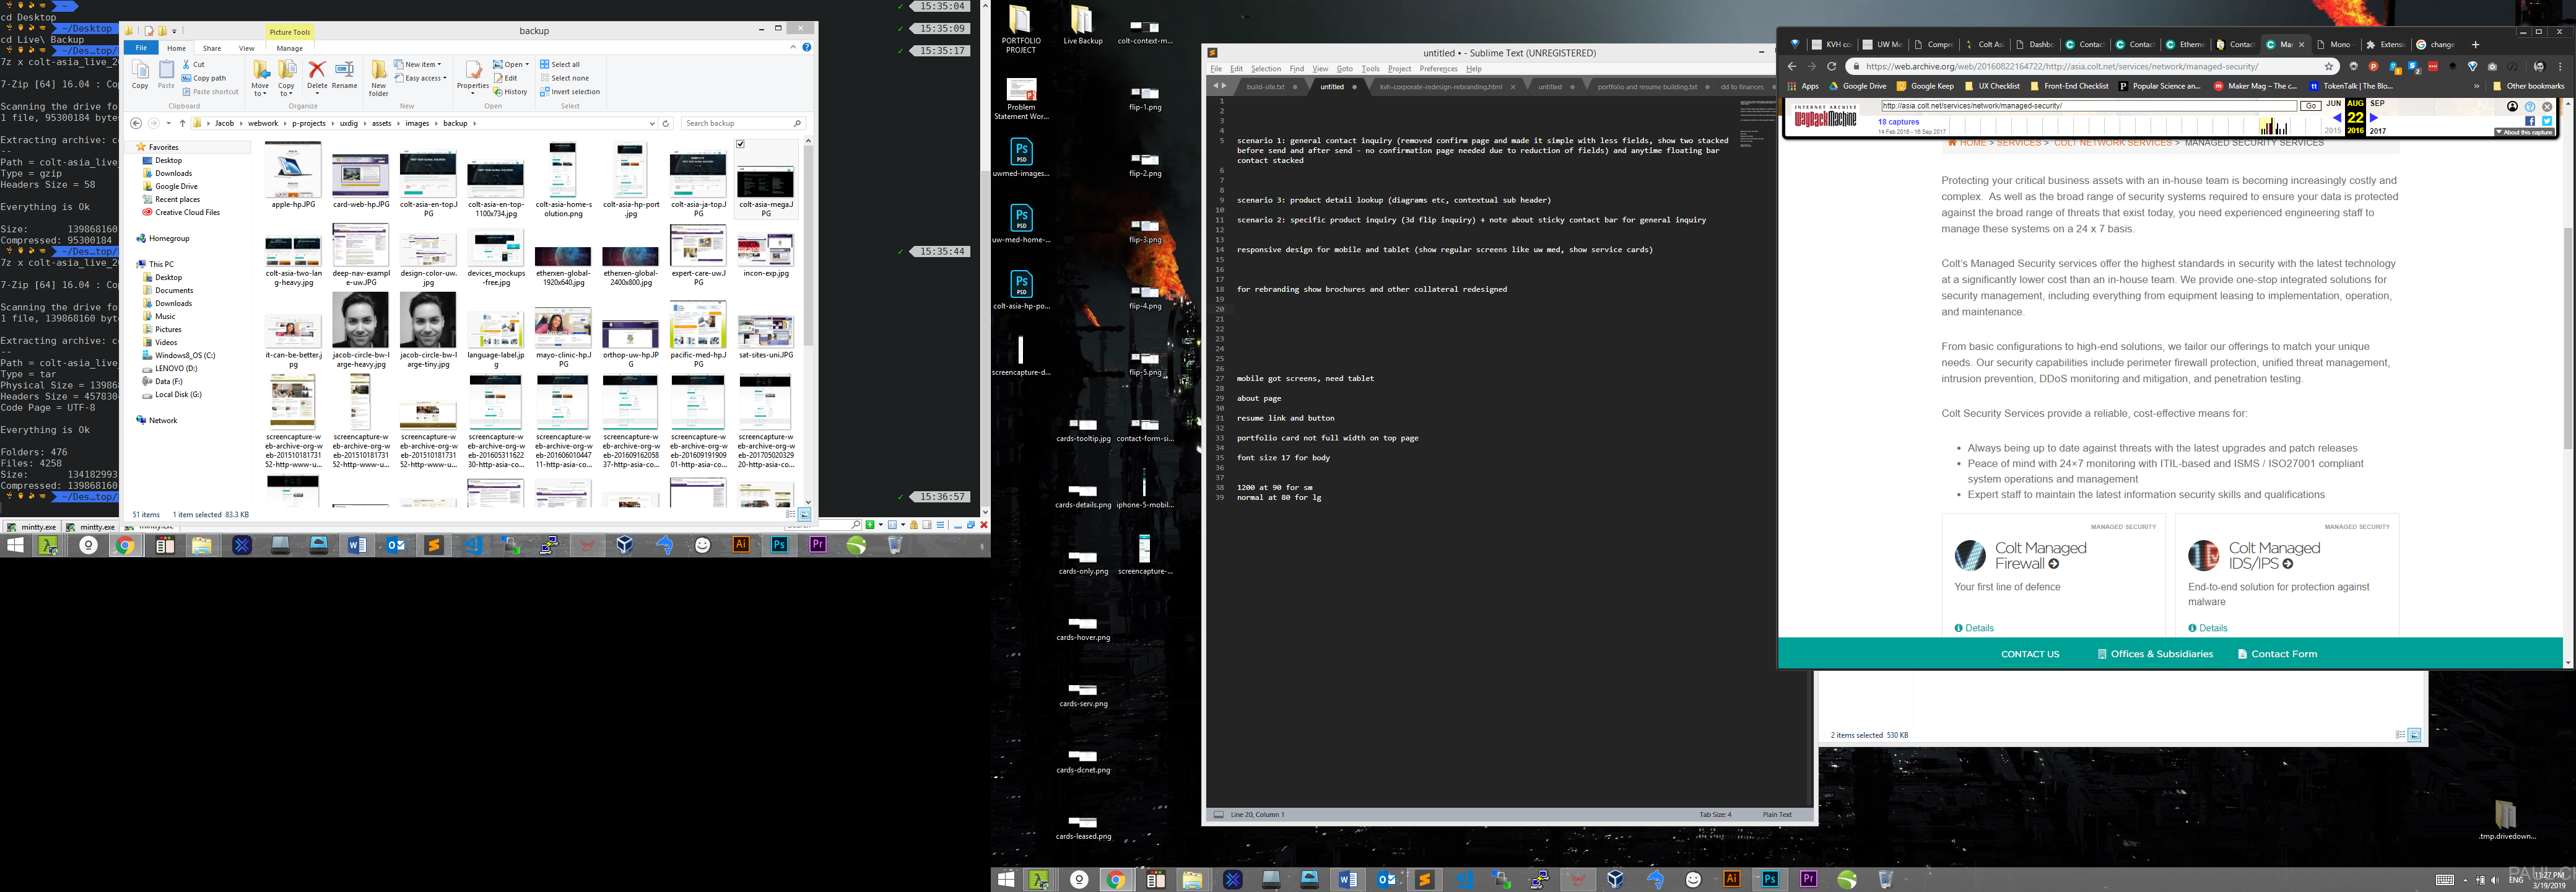 cd Desktop
~/Desktop
cd Live\ Backup
~/Des…top/
7z x colt-asia_live_20
7-Zip [64] 16.04 : Cop
Scanning the drive fo
1 file, 95300184 byte
Extracting archive: c
--
Path = colt-asia_live_
Type = gzip
Headers Size = 58
Everything is Ok
Size: 139868160
Compressed: 95300184
~/Des…top/
7z x colt-asia_live_20
7-Zip [64] 16.04 : Cop
Scanning the drive fo
1 file, 139868160 byt
Extracting archive: co
--
Path = colt-asia_live_
Type = tar
Physical Size = 13986
Headers Size = 457830
Code Page = UTF-8
Everything is Ok
Folders: 476
Files: 4258
Size: 134182993
Compressed: 139868160
~/Des…top/
15:35:04
15:35:09
15:35:17
15:35:44
15:36:57
mintty.exe
mintty.exe
Picture Tools
backup
File Home Share View Manage
Copy
Paste
Cut
Copy path
Paste shortcut
Clipboard
Move to
Copy to
Delete
Rename
Organize
New folder
New item
Easy access
New
Properties
Open
Edit
History
Open
Select all
Select none
Invert selection
Select
Jacob webwork p-projects uxdig assets images backup
Search backup
Favorites
Desktop
Downloads
Google Drive
Recent places
Creative Cloud Files
Homegroup
This PC
Desktop
Documents
Downloads
Music
Pictures
Videos
Windows8_OS (C:)
LENOVO (D:)
Data (F:)
Local Disk (G:)
Network
apple-hp.JPG
card-web-hp.JPG
colt-asia-en-top.JPG
colt-asia-en-top-1100x734.jpg
colt-asia-home-solution.png
colt-asia-hp-port.jpg
colt-asia-ja-top.JPG
colt-asia-mega.JPG
colt-asia-two-lang-heavy.jpg
deep-nav-example-uw.JPG
design-color-uw.jpg
devices_mockups-free.jpg
etherxen-global-1920x640.jpg
etherxen-global-2400x800.jpg
expert-care-uw.JPG
incon-exp.jpg
it-can-be-better.jpg
jacob-circle-bw-large-heavy.jpg
jacob-circle-bw-large-tiny.jpg
language-label.jpg
mayo-clinic-hp.JPG
orthop-uw-hp.JPG
pacific-med-hp.JPG
sat-sites-uni.JPG
screencapture-web-archive-org-web-20151018173152-http-www-u...
screencapture-web-archive-org-web-20151018173152-http-www-u...
screencapture-web-archive-org-web-20151018173152-http-www-u...
screencapture-web-archive-org-web-20160531162230-http-asia-co...
screencapture-web-archive-org-web-20160601044711-http-asia-co...
screencapture-web-archive-org-web-20160916205837-http-asia-co...
screencapture-web-archive-org-web-20160919190901-http-asia-co...
screencapture-web-archive-org-web-20170502032920-http-asia-co...
51 items 1 item selected 83.3 KB
PORTFOLIO PROJECT
Live Backup
colt-context-m...
Problem Statement Wor...
flip-1.png
uwmed-images...
flip-2.png
uw-med-home-...
flip-3.png
colt-asia-hp-po...
flip-4.png
screencapture-d...
flip-5.png
cards-tooltip.jpg
contact-form-si...
cards-details.png
iphone-5-mobil...
cards-only.png
screencapture-...
cards-hover.png
cards-serv.png
cards-dcnet.png
cards-leased.png
untitled • - Sublime Text (UNREGISTERED)
File Edit Selection Find View Goto Tools Project Preferences Help
build-site.txt
untitled
kvh-corporate-redesign-rebranding.html
untitled
portfolio and resume building.txt
dd to finances
scenario 1: general contact inquiry (removed confirm page and made it simple with less fields, show two stacked
before send and after send - no confirmation page needed due to reduction of fields) and anytime floating bar
contact stacked
scenario 3: product detail lookup (diagrams etc, contextual sub header)
scenario 2: specific product inquiry (3d flip inquiry) + note about sticky contact bar for general inquiry
responsive design for mobile and tablet (show regular screens like uw med, show service cards)
for rebranding show brochures and other collateral redesigned
mobile got screens, need tablet
about page
resume link and button
portfolio card not full width on top page
font size 17 for body
1200 at 90 for sm
normal at 80 for lg
Line 20, Column 1
Tab Size: 4
Plain Text
KVH co
UW Me
Compre
Colt Asi
Dashbo
Contact
Contact
Ethern
Contact
Ma
Mono
Extensi
change
https://web.archive.org/web/20160822164722/http://asia.colt.net/services/network/managed-security/
Apps
Google Drive
Google Keep
UX Checklist
Front-End Checklist
Popular Science an...
Maker Mag – The c...
TokenTalk | The Blo...
Other bookmarks
INTERNET ARCHIVE
WayBackMachine
http://asia.colt.net/services/network/managed-security/
Go
18 captures
14 Feb 2016 - 16 Sep 2017
JUN AUG SEP
22
2015 2016 2017
About this capture
HOME > SERVICES > COLT NETWORK SERVICES > MANAGED SECURITY SERVICES
Protecting your critical business assets with an in-house team is becoming increasingly costly and
complex. As well as the broad range of security systems required to ensure your data is protected
against the broad range of threats that exist today, you need experienced engineering staff to
manage these systems on a 24 x 7 basis.
Colt's Managed Security services offer the highest standards in security with the latest technology
at a significantly lower cost than an in-house team. We provide one-stop integrated solutions for
security management, including everything from equipment leasing to implementation, operation,
and maintenance.
From basic configurations to high-end solutions, we tailor our offerings to match your unique
needs. Our security capabilities include perimeter firewall protection, unified threat management,
intrusion prevention, DDoS monitoring and mitigation, and penetration testing.
Colt Security Services provide a reliable, cost-effective means for:
Always being up to date against threats with the latest upgrades and patch releases
Peace of mind with 24×7 monitoring with ITIL-based and ISMS / ISO27001 compliant
system operations and management
Expert staff to maintain the latest information security skills and qualifications
MANAGED SECURITY
Colt Managed
Firewall
Your first line of defence
Details
MANAGED SECURITY
Colt Managed
IDS/IPS
End-to-end solution for protection against
malware
Details
CONTACT US
Offices & Subsidiaries
Contact Form
2 items selected 530 KB
.tmp.drivedown...
ENG
11:27 PM
3/19/2019